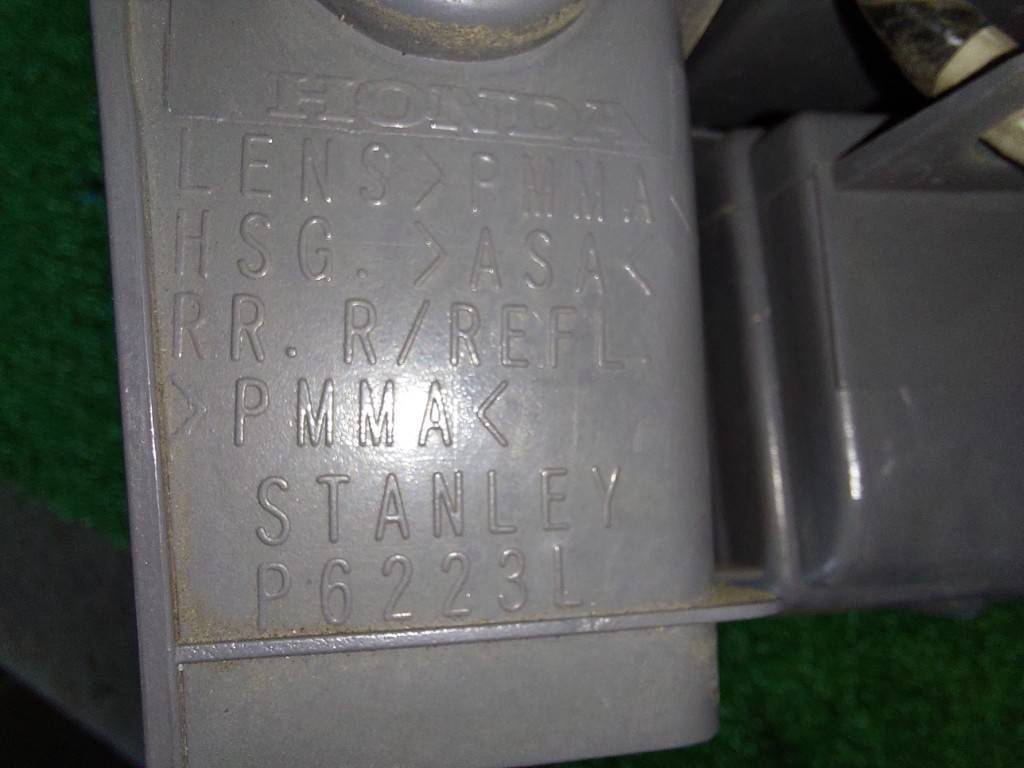 HONDA
LENS>PMMA<
HSG. >ASA<
RR. R/REFL.
>PMMA<
STANLEY
P6223L